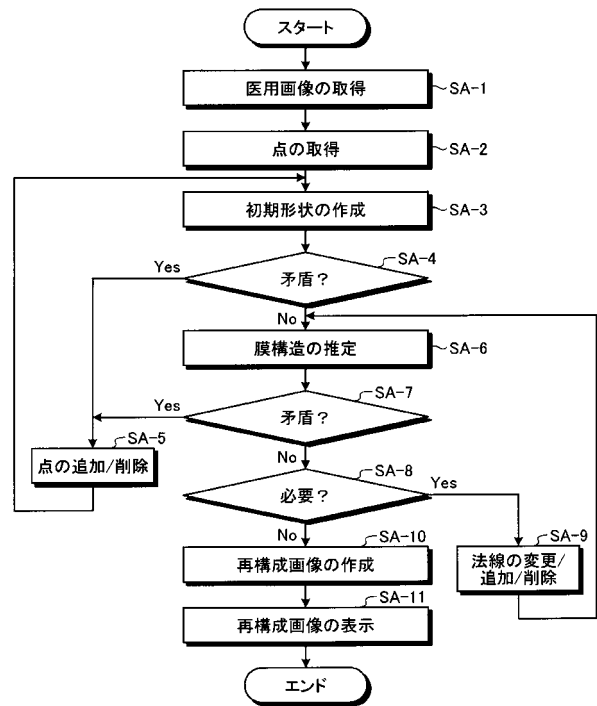 スタート
医用画像の取得
SA-1
点の取得
SA-2
初期形状の作成
SA-3
SA-4
Yes
矛盾?
No
膜構造の推定
SA-6
SA-7
Yes
矛盾?
SA-5
点の追加/削除
No
SA-8
必要?
Yes
No
SA-10
再構成画像の作成
SA-9
法線の変更/
追加/削除
SA-11
再構成画像の表示
エンド